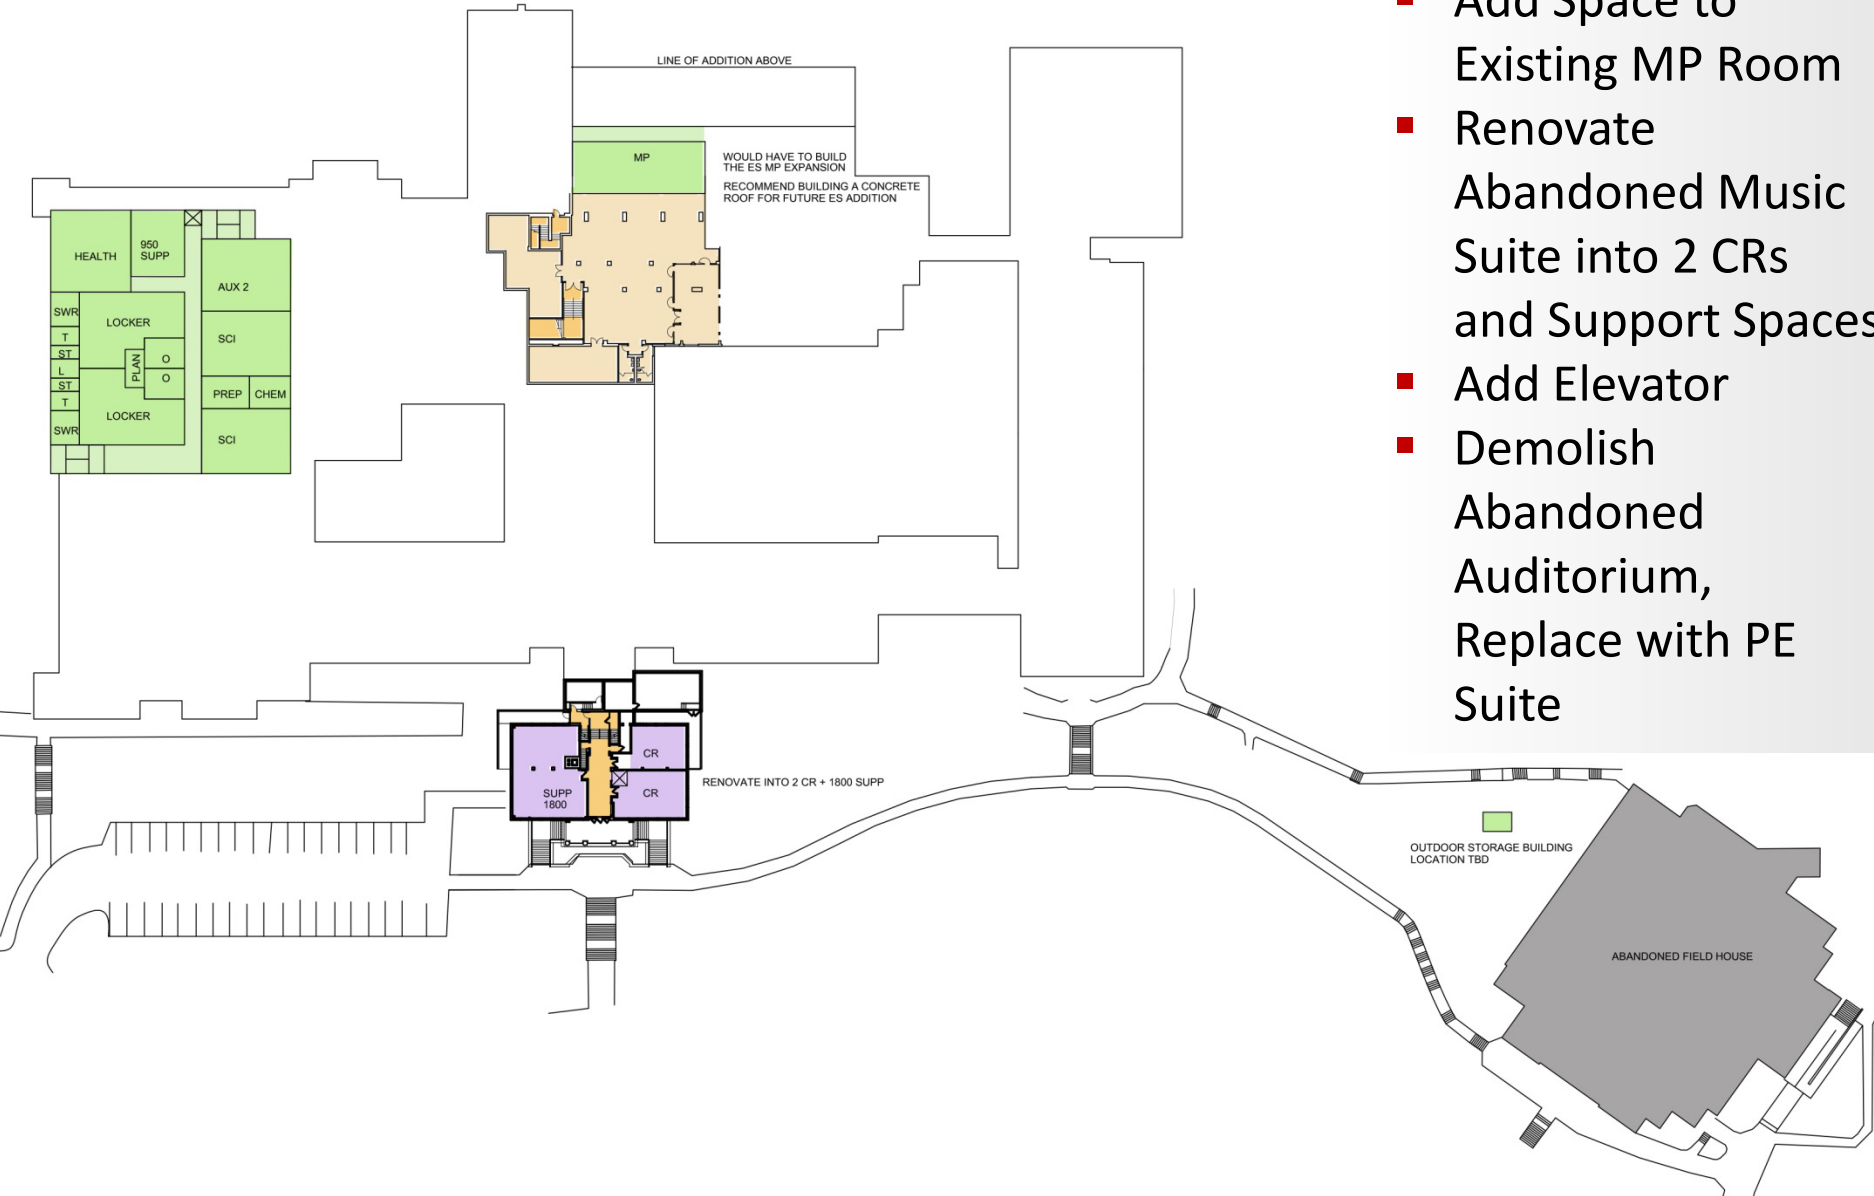 LINE OF ADDITION ABOVE
MP
WOULD HAVE TO BUILD
THE ES MP EXPANSION
RECOMMEND BUILDING A CONCRETE
ROOF FOR FUTURE ES ADDITION
HEALTH
950
SUPP
AUX 2
SWR
LOCKER
SCI
T
ST
PLAN
O
L
O
ST
PREP
CHEM
T
LOCKER
SWR
SCI
CR
SUPP
1800
CR
RENOVATE INTO 2 CR + 1800 SUPP
OUTDOOR STORAGE BUILDING
LOCATION TBD
ABANDONED FIELD HOUSE
Add Space to
Existing MP Room
Renovate
Abandoned Music
Suite into 2 CRs
and Support Spaces
Add Elevator
Demolish
Abandoned
Auditorium,
Replace with PE
Suite